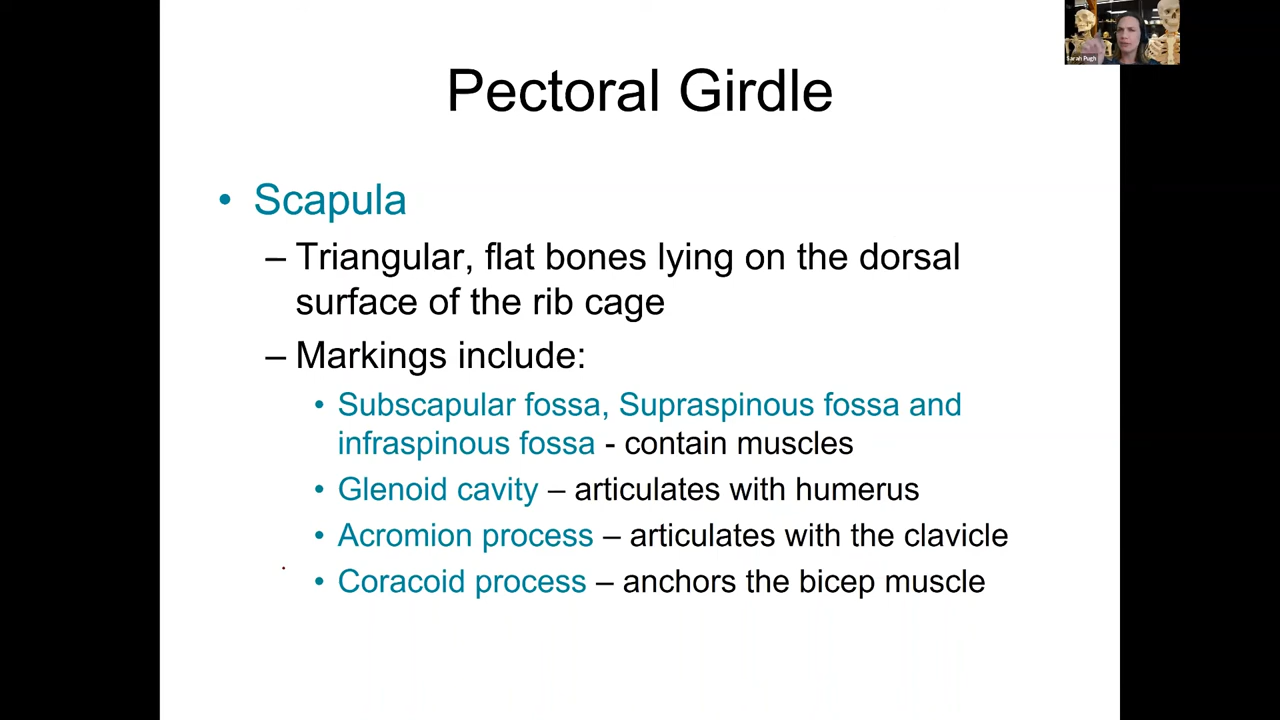 Sarah Pugh
Pectoral Girdle
• Scapula
– Triangular, flat bones lying on the dorsal
surface of the rib cage
– Markings include:
• Subscapular fossa, Supraspinous fossa and
infraspinous fossa - contain muscles
• Glenoid cavity – articulates with humerus
• Acromion process – articulates with the clavicle
• Coracoid process – anchors the bicep muscle